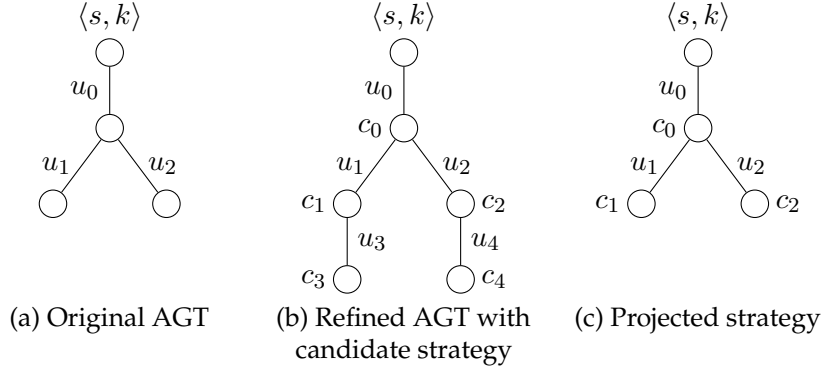 ⟨s, k⟩
u₀
u₁ u₂
(a) Original AGT
⟨s, k⟩
u₀
c₀
u₁ u₂
c₁ c₂
u₃ u₄
c₃ c₄
(b) Refined AGT with
candidate strategy
⟨s, k⟩
u₀
c₀
u₁ u₂
c₁ c₂
(c) Projected strategy